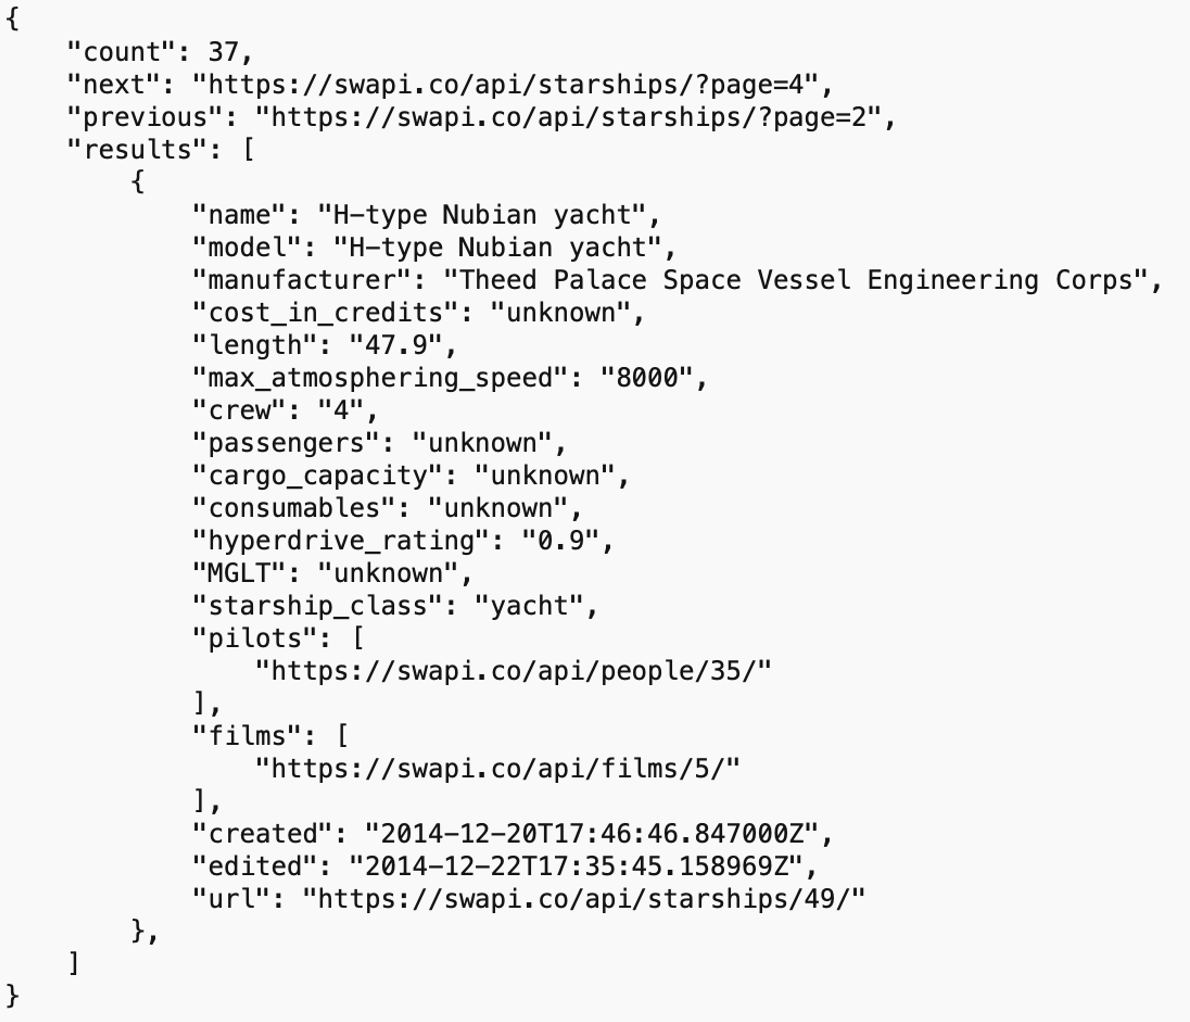 {
    "count": 37,
    "next": "https://swapi.co/api/starships/?page=4",
    "previous": "https://swapi.co/api/starships/?page=2",
    "results": [
        {
            "name": "H-type Nubian yacht",
            "model": "H-type Nubian yacht",
            "manufacturer": "Theed Palace Space Vessel Engineering Corps",
            "cost_in_credits": "unknown",
            "length": "47.9",
            "max_atmosphering_speed": "8000",
            "crew": "4",
            "passengers": "unknown",
            "cargo_capacity": "unknown",
            "consumables": "unknown",
            "hyperdrive_rating": "0.9",
            "MGLT": "unknown",
            "starship_class": "yacht",
            "pilots": [
                "https://swapi.co/api/people/35/"
            ],
            "films": [
                "https://swapi.co/api/films/5/"
            ],
            "created": "2014-12-20T17:46:46.847000Z",
            "edited": "2014-12-22T17:35:45.158969Z",
            "url": "https://swapi.co/api/starships/49/"
        },
    ]
}